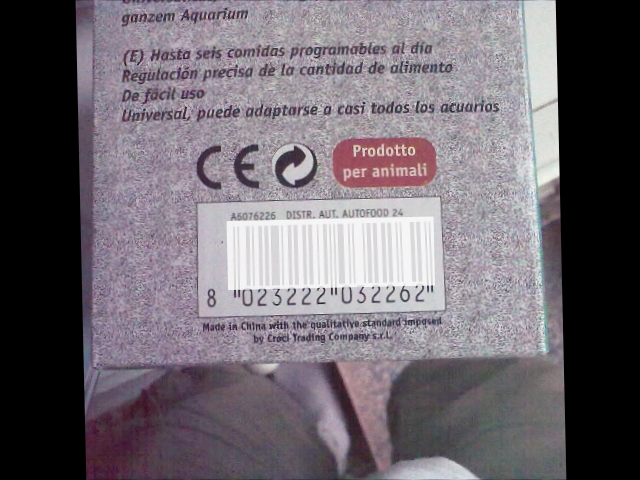 ganzem Aquarium
(E) Hasta seis comidas programables al dia
Regulación precisa de la cantidad de alimento
De fácil uso
Universal, puede adaptarse a casi todos los acuarios
CE
Prodotto
per animali
A6076226 DISTR. AUT. AUTOFOOD 24
8 "023222"032262"
Made in China with the qualitative standard imposed
by Croci Trading Company s.r.l.